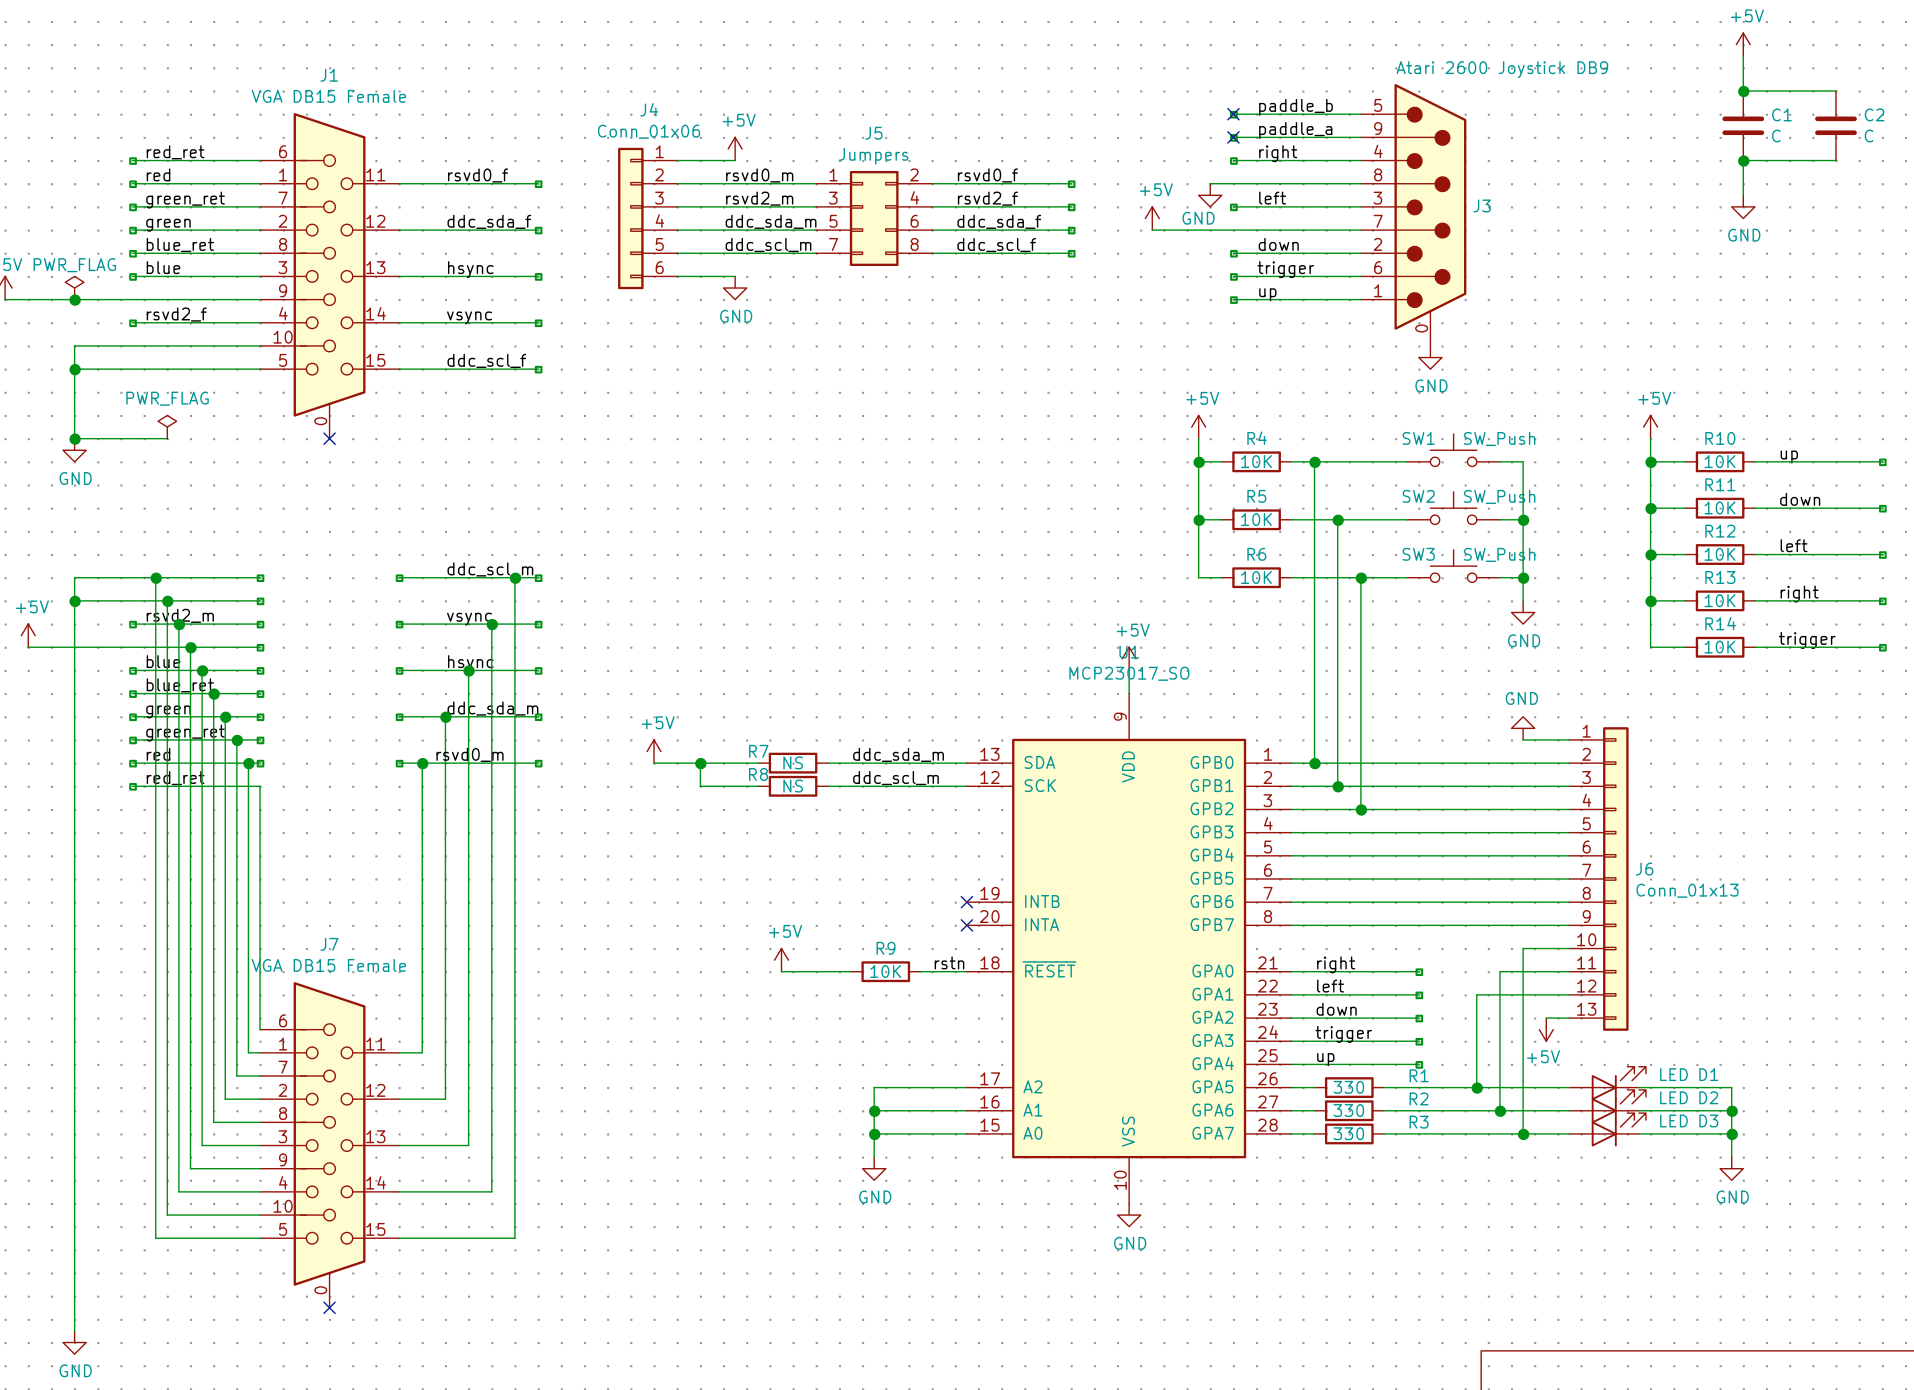 J1
VGA DB15 Female
red_ret 6
red 1
green_ret 7
green 2
blue_ret 8
blue 3
5V PWR_FLAG
9
rsvd2_f 4
10
5
11 rsvd0_f
12 ddc_sda_f
13 hsync
14 vsync
15 ddc_scl_f
0
PWR_FLAG
GND
J4
Conn_01x06
+5V
1
2 rsvd0_m
3 rsvd2_m
4 ddc_sda_m
5 ddc_scl_m
6
GND
J5
Jumpers
1 2 rsvd0_f
3 4 rsvd2_f
5 6 ddc_sda_f
7 8 ddc_scl_f
Atari 2600 Joystick DB9
paddle_b 5
paddle_a 9
right 4
8
+5V
GND
left 3
7
down 2
trigger 6
up 1
J3
0
GND
+5V
C1
C
C2
C
GND
+5V
R4
10K
R5
10K
R6
10K
SW1 SW_Push
SW2 SW_Push
SW3 SW_Push
GND
+5V
R10
10K up
R11
10K down
R12
10K left
R13
10K right
R14
10K trigger
+5V
rsvd2_m
blue
blue_ret
green
green_ret
red
red_ret
ddc_scl_m
vsync
hsync
ddc_sda_m
rsvd0_m
J7
VGA DB15 Female
6
1
7
2
8
3
9
4
10
5
11
12
13
14
15
0
GND
+5V
U1
MCP23017_SO
9
VDD
+5V
R7
NS ddc_sda_m 13 SDA
R8
NS ddc_scl_m 12 SCK
19 INTB
20 INTA
+5V
R9
10K rstn 18 RESET
17 A2
16 A1
15 A0
GND
VSS
10
GND
GPB0 1
GPB1 2
GPB2 3
GPB3 4
GPB4 5
GPB5 6
GPB6 7
GPB7 8
GPA0 21 right
GPA1 22 left
GPA2 23 down
GPA3 24 trigger
GPA4 25 up
GPA5 26 330 R1
GPA6 27 330 R2
GPA7 28 330 R3
GND
1
2
3
4
5
6
7
8
9
10
11
12
13
J6
Conn_01x13
+5V
LED D1
LED D2
LED D3
GND